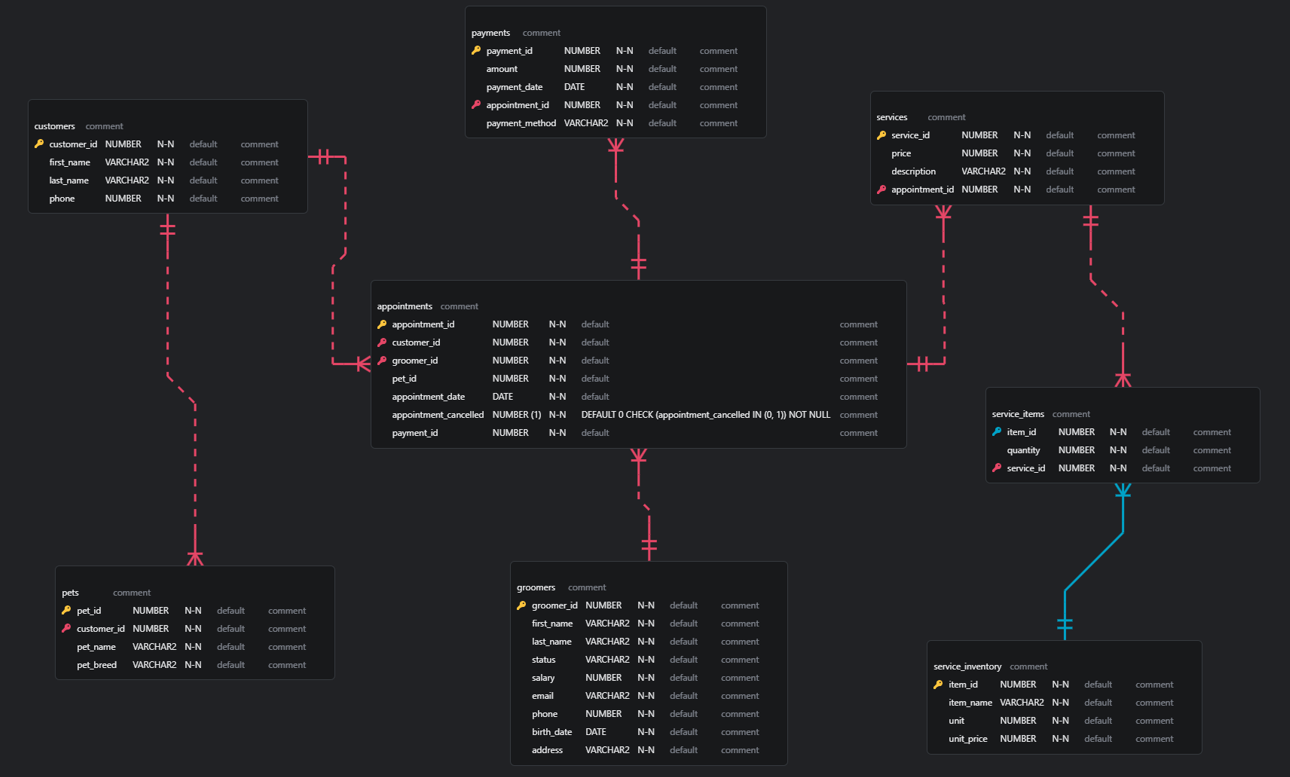 payments comment
payment_id NUMBER N-N default comment
amount NUMBER N-N default comment
payment_date DATE N-N default comment
appointment_id NUMBER N-N default comment
payment_method VARCHAR2 N-N default comment
customers comment
customer_id NUMBER N-N default comment
first_name VARCHAR2 N-N default comment
last_name VARCHAR2 N-N default comment
phone NUMBER N-N default comment
services comment
service_id NUMBER N-N default comment
price NUMBER N-N default comment
description VARCHAR2 N-N default comment
appointment_id NUMBER N-N default comment
appointments comment
appointment_id NUMBER N-N default comment
customer_id NUMBER N-N default comment
groomer_id NUMBER N-N default comment
pet_id NUMBER N-N default comment
appointment_date DATE N-N default comment
appointment_cancelled NUMBER (1) N-N DEFAULT 0 CHECK (appointment_cancelled IN (0, 1)) NOT NULL comment
payment_id NUMBER N-N default comment
service_items comment
item_id NUMBER N-N default comment
quantity NUMBER N-N default comment
service_id NUMBER N-N default comment
pets comment
pet_id NUMBER N-N default comment
customer_id NUMBER N-N default comment
pet_name VARCHAR2 N-N default comment
pet_breed VARCHAR2 N-N default comment
groomers comment
groomer_id NUMBER N-N default comment
first_name VARCHAR2 N-N default comment
last_name VARCHAR2 N-N default comment
status VARCHAR2 N-N default comment
salary NUMBER N-N default comment
email VARCHAR2 N-N default comment
phone NUMBER N-N default comment
birth_date DATE N-N default comment
address VARCHAR2 N-N default comment
service_inventory comment
item_id NUMBER N-N default comment
item_name VARCHAR2 N-N default comment
unit NUMBER N-N default comment
unit_price NUMBER N-N default comment